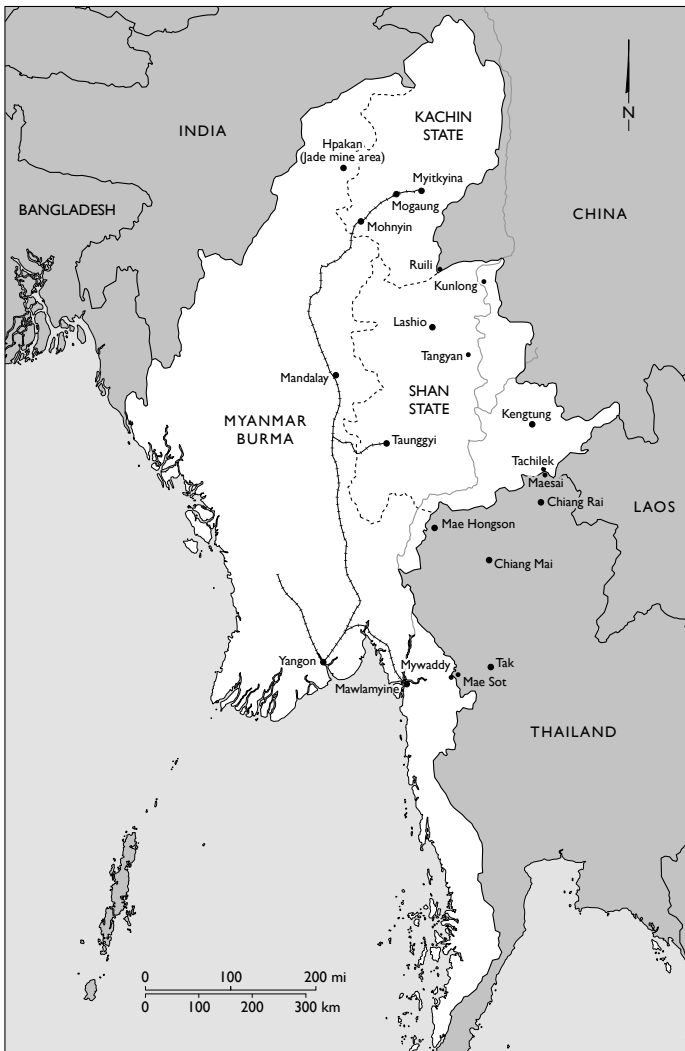 N
KACHIN
STATE
INDIA
Hpakan
(Jade mine area)
Myitkyina
Mogaung
BANGLADESH
CHINA
Mohnyin
Ruili
Kunlong
Lashio
Tangyan
Mandalay
SHAN
STATE
MYANMAR
BURMA
Kengtung
Taunggyi
Tachilek
Maesai
Chiang Rai
LAOS
Mae Hongson
Chiang Mai
Yangon
Mywaddy
Tak
Mae Sot
Mawlamyine
THAILAND
0 100 200 mi
0 100 200 300 km